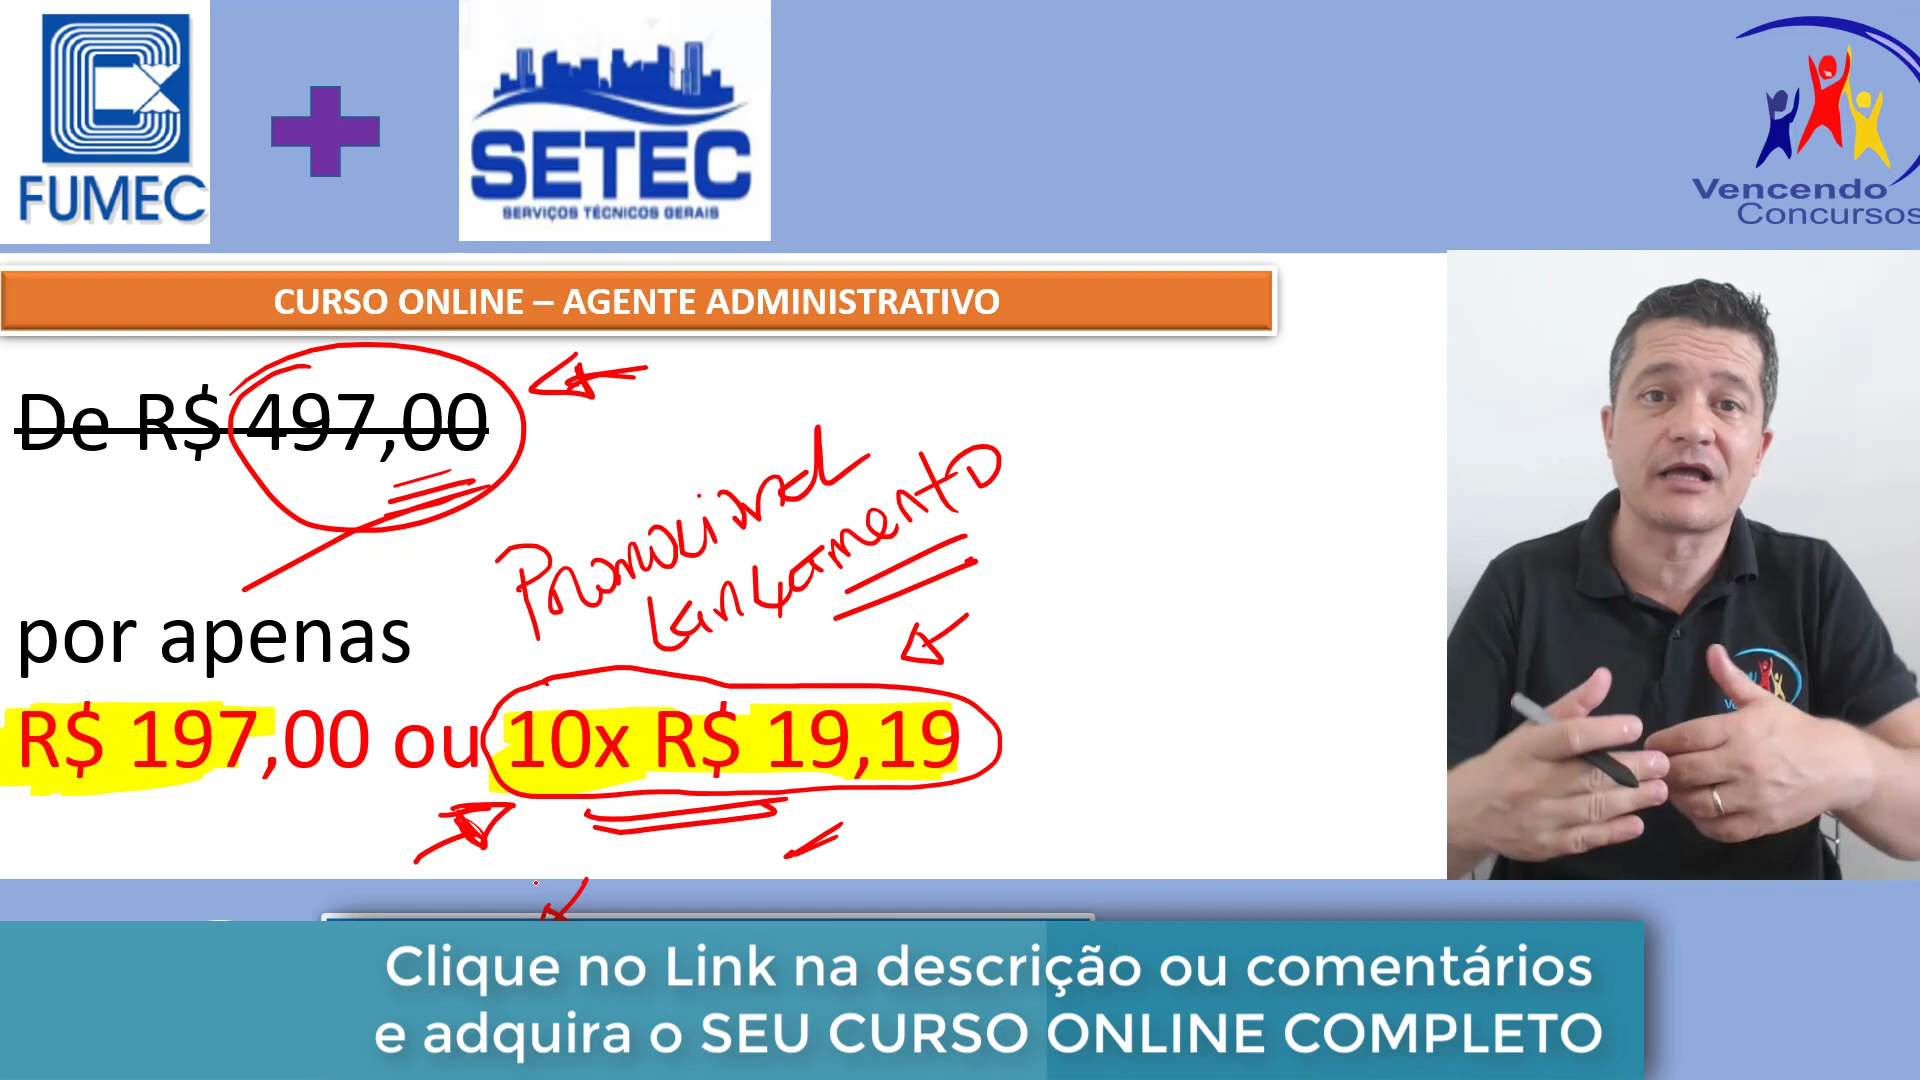 FUMEC
SETEC
SERVIÇOS TÉCNICOS GERAIS
Vencendo
Concursos
CURSO ONLINE – AGENTE ADMINISTRATIVO
De R$ 497,00
Promocional
Lançamento
por apenas
R$ 197,00 ou 10x R$ 19,19
Clique no Link na descrição ou comentários
e adquira o SEU CURSO ONLINE COMPLETO